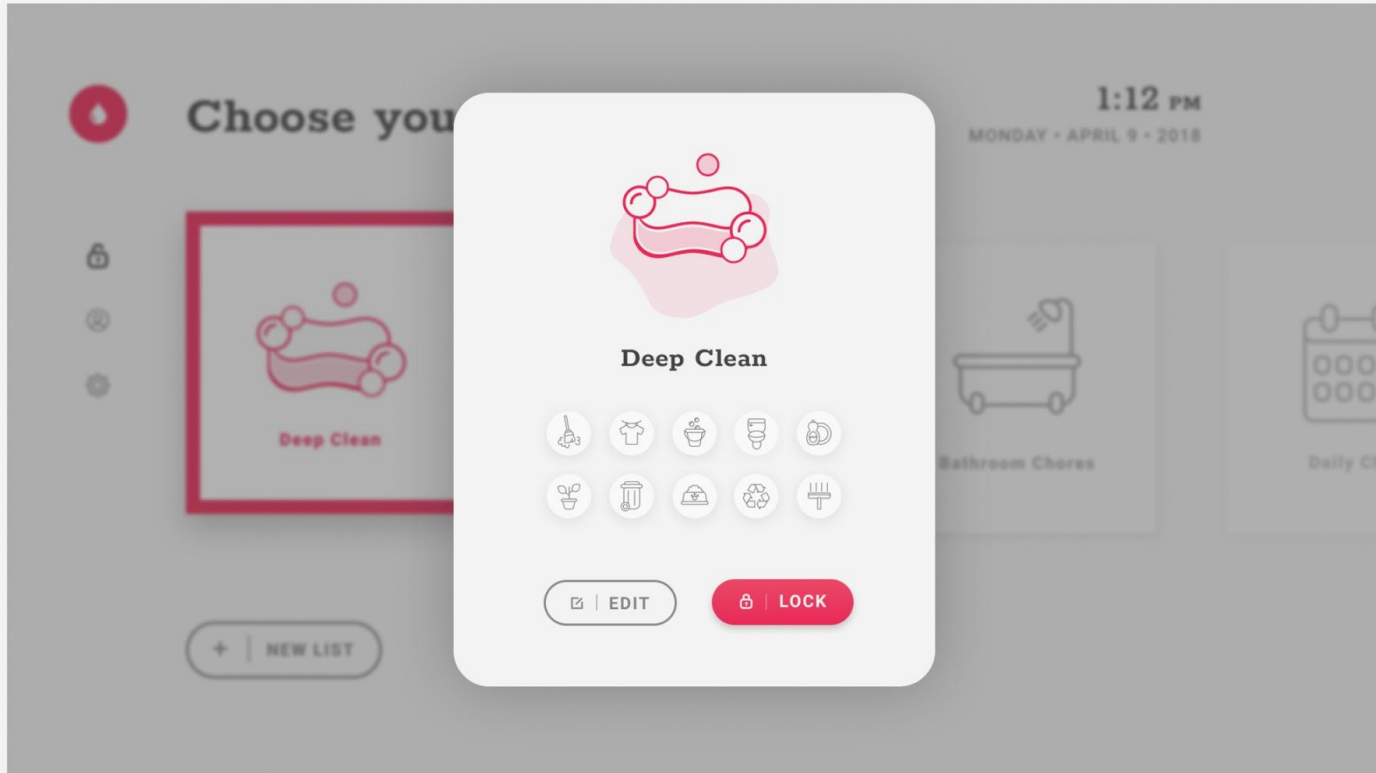 Choose you
1:12 PM
MONDAY • APRIL 9 • 2018
Deep Clean
Deep Clean
Bathroom Chores
Daily C
EDIT
LOCK
NEW LIST